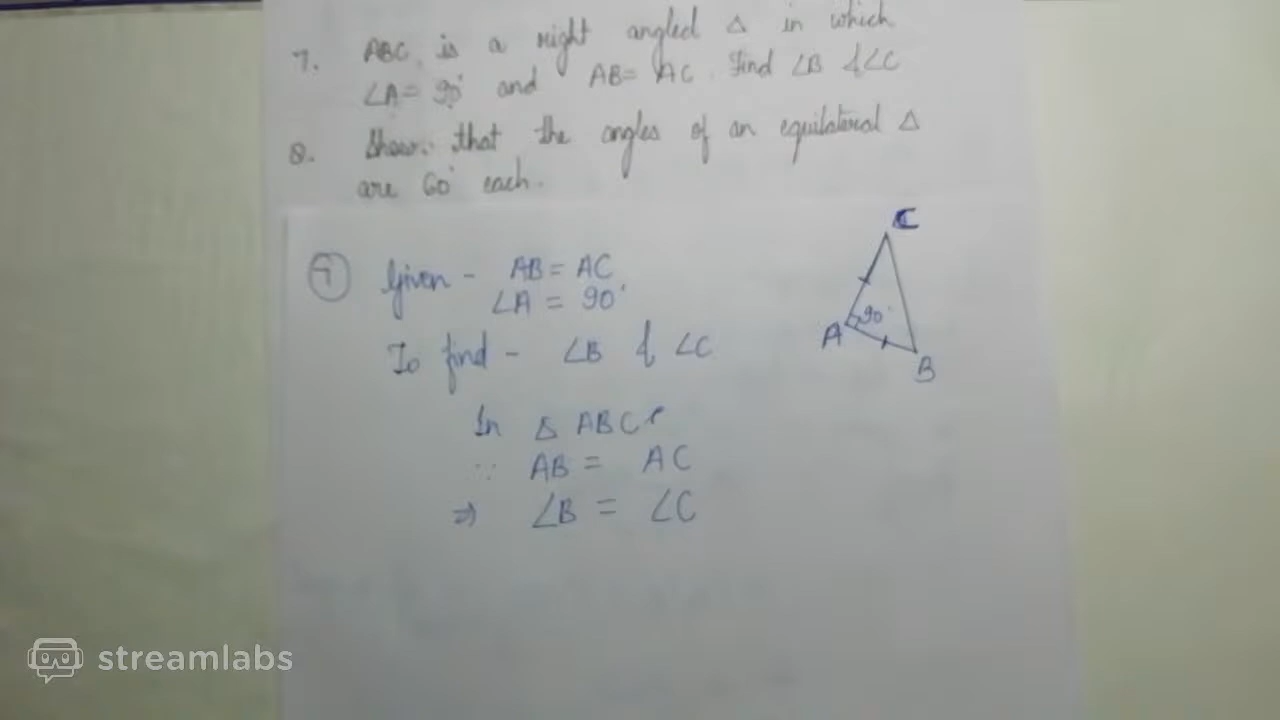 7. ABC is a right angled Δ in which
∠A = 90° and AB = AC. Find ∠B & ∠C
8. Show that the angles of an equilateral Δ
are 60° each.
C
7 Given - AB = AC
∠A = 90°
90°
A
To find - ∠B & ∠C
B
In Δ ABC
∵ AB = AC
⇒ ∠B = ∠C
streamlabs